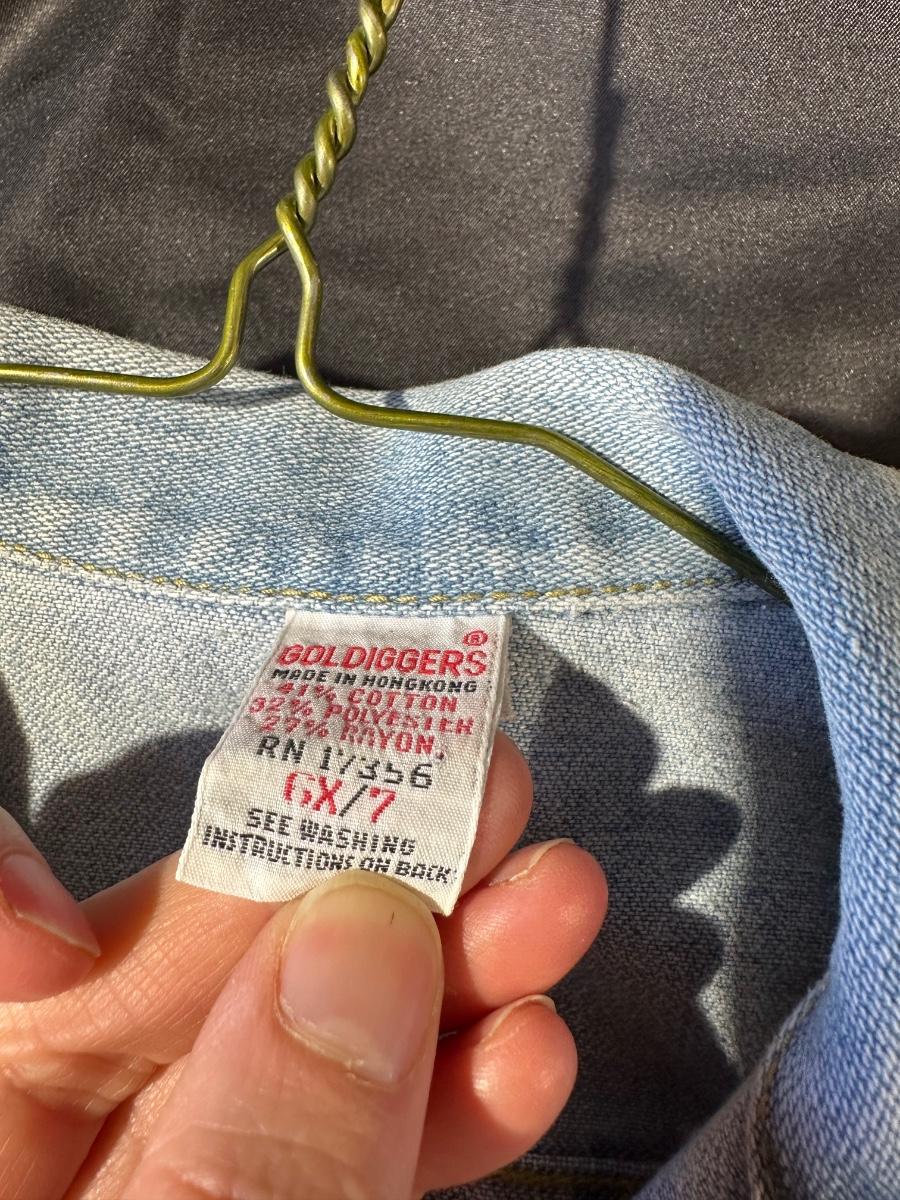 GOLDIGGERS®
MADE IN HONGKONG
41% COTTON
32% POLYESTER
27% RAYON.
RN 17356
GX/7
SEE WASHING
INSTRUCTIONS ON BACK